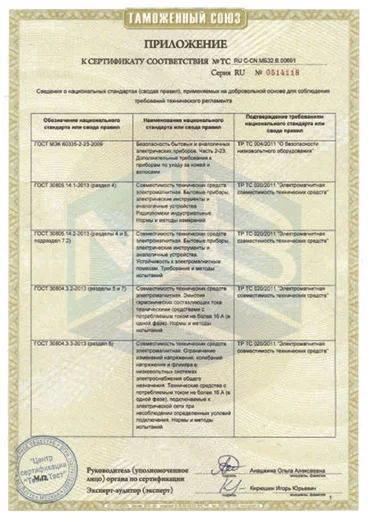 ТАМОЖЕННЫЙ СОЮЗ
ПРИЛОЖЕНИЕ
К СЕРТИФИКАТУ СООТВЕТСТВИЯ №ТС RU C-CN.МБ32.В.00691
Серия RU № 0514118
Сведения о национальных стандартах (сводах правил), применяемых на добровольной основе для соблюдения
требований технического регламента
Обозначение национального
стандарта или свода правил
Наименование национального
стандарта или свода правил
Подтверждение требованиям
национального стандарта или
свода правил
ГОСТ МЭК 60335-2-23-2009
Безопасность бытовых и аналогичных
электрических приборов. Часть 2-23.
Дополнительные требования к
приборам по уходу за кожей и
волосами
ТР ТС 004/2011 "О безопасности
низковольтного оборудования"
ГОСТ 30805.14.1-2013 (раздел 4)
Совместимость технических средств
электромагнитная. Бытовые приборы,
электрические инструменты и
аналогичные устройства.
Радиопомехи индустриальные.
Нормы и методы измерений
ТР ТС 020/2011 "Электромагнитная
совместимость технических средств"
ГОСТ 30805.14.2-2013 (разделы 4 и 5,
подраздел 7.2)
Совместимость технических средств
электромагнитная. Бытовые приборы,
электрические инструменты и
аналогичные устройства.
Устойчивость к электромагнитным
помехам. Требования и методы
испытаний
ТР ТС 020/2011 "Электромагнитная
совместимость технических средств"
ГОСТ 30804.3.2-2013 (разделы 5 и 7)
Совместимость технических средств
электромагнитная. Эмиссия
гармонических составляющих тока
техническими средствами с
потребляемым током не более 16 А (в
одной фазе). Нормы и методы
испытаний
ТР ТС 020/2011 "Электромагнитная
совместимость технических средств"
ГОСТ 30804.3.3-2013 (раздел 5)
Совместимость технических средств
электромагнитная. Ограничение
изменений напряжения, колебаний
напряжения и фликера в
низковольтных системах
электроснабжения общего
назначения. Технические средства с
потребляемым током не более 16 А (в
одной фазе), подключаемые к
электрической сети при
несоблюдении определенных условий
подключения. Нормы и методы
испытаний
ТР ТС 020/2011 "Электромагнитная
совместимость технических средств"
"Центр
сертификации
М.П.
Руководитель (уполномоченное
лицо) органа по сертификации
Анашкина Ольга Алексеевна
Эксперт-аудитор (эксперт)
Кирюшин Игорь Юрьевич
1